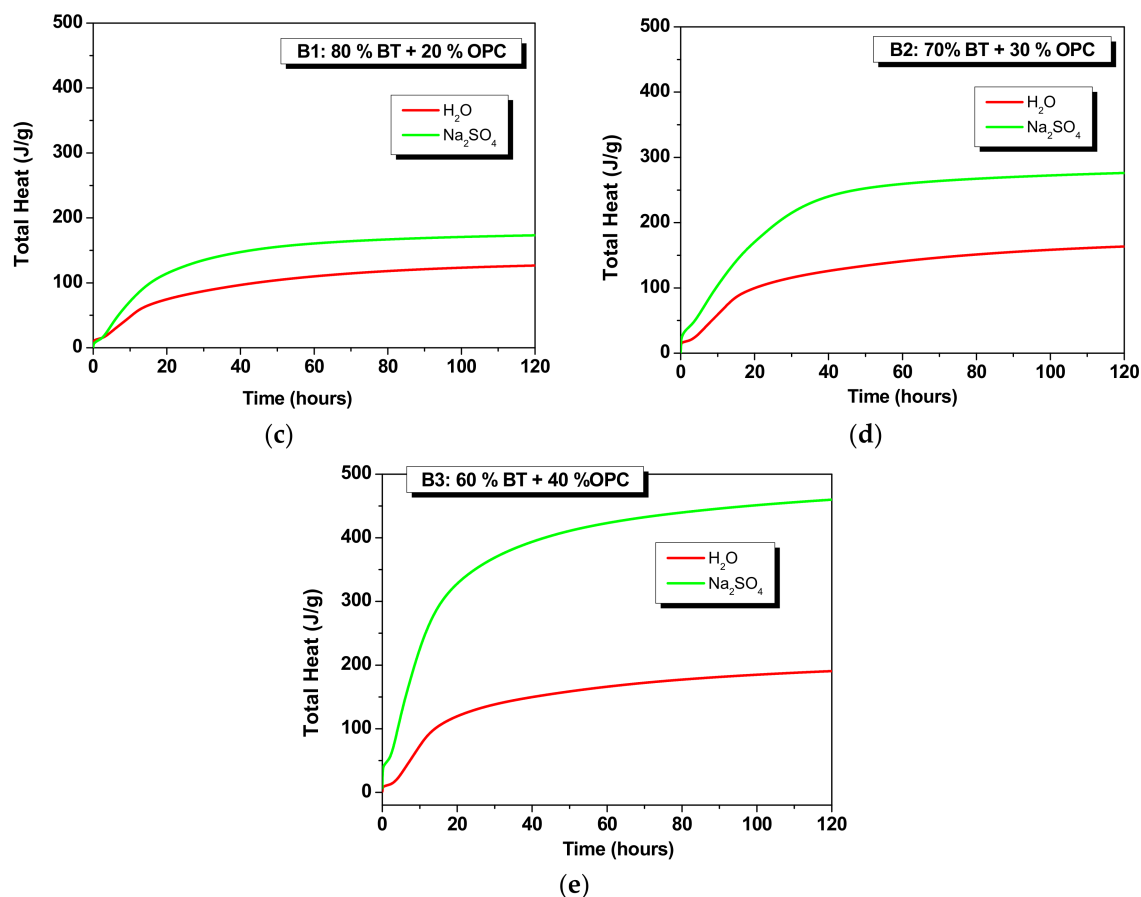 B1: 80 % BT + 20 % OPC
H₂O
Na₂SO₄
Total Heat (J/g)
500
400
300
200
100
0
0 20 40 60 80 100 120
Time (hours)
(c)
B2: 70% BT + 30 % OPC
H₂O
Na₂SO₄
Total Heat (J/g)
500
400
300
200
100
0
0 20 40 60 80 100 120
Time (hours)
(d)
B3: 60 % BT + 40 %OPC
H₂O
Na₂SO₄
Total Heat (J/g)
500
400
300
200
100
0
0 20 40 60 80 100 120
Time (hours)
(e)